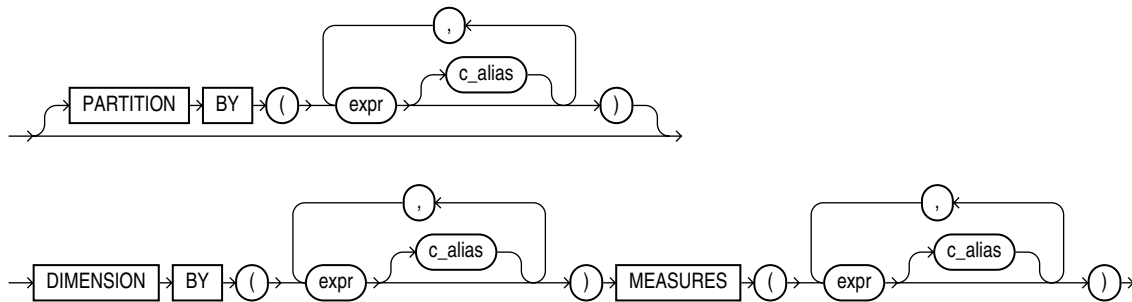 ,
c_alias
PARTITION BY ( expr )
, ,
c_alias c_alias
DIMENSION BY ( expr ) MEASURES ( expr )